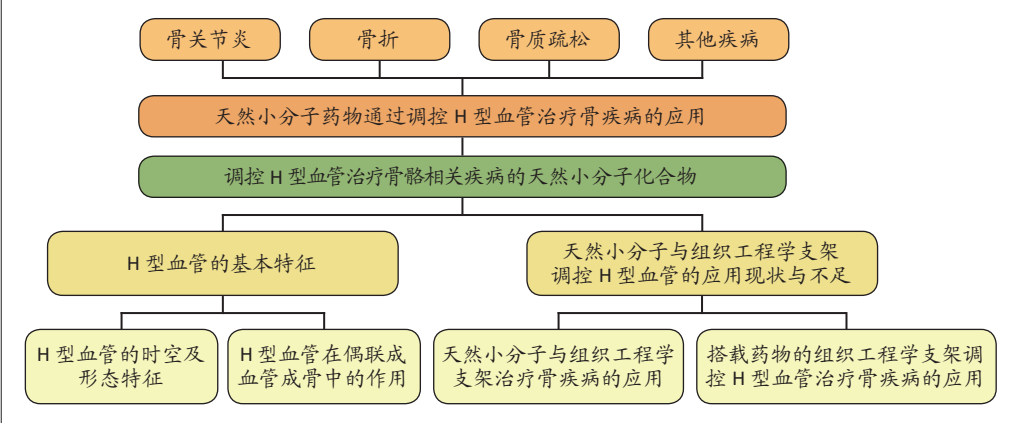 骨关节炎
骨折
骨质疏松
其他疾病
天然小分子药物通过调控 H 型血管治疗骨疾病的应用
调控 H 型血管治疗骨骼相关疾病的天然小分子化合物
H 型血管的基本特征
天然小分子与组织工程学支架
调控 H 型血管的应用现状与不足
H 型血管的时空及
形态特征
H 型血管在偶联成
血管成骨中的作用
天然小分子与组织工程学
支架治疗骨疾病的应用
搭载药物的组织工程学支架调
控 H 型血管治疗骨疾病的应用